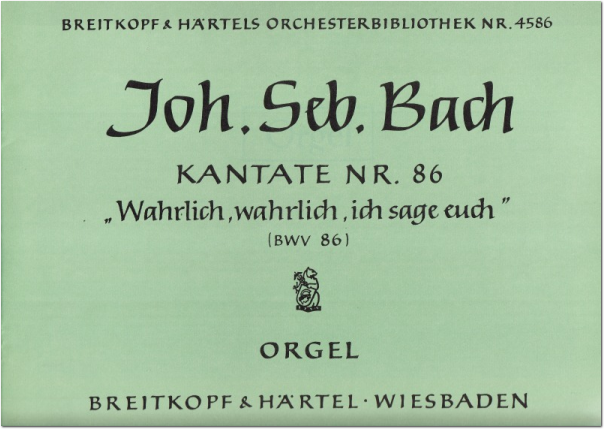 BREITKOPF & HÄRTELS ORCHESTERBIBLIOTHEK NR. 4586
Joh. Seb. Bach
KANTATE NR. 86
„Wahrlich, wahrlich, ich sage euch"
(BWV 86)
ORGEL
BREITKOPF & HÄRTEL · WIESBADEN